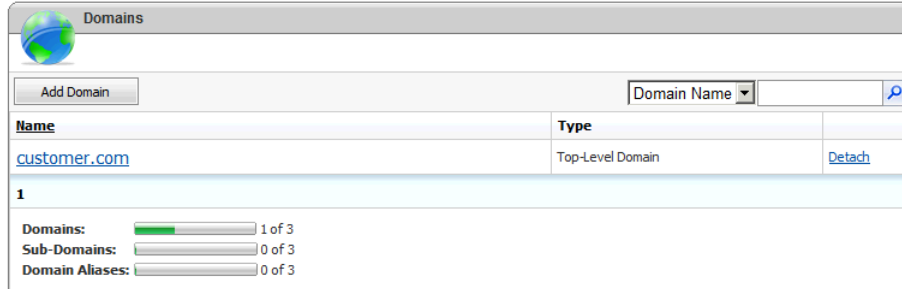 Domains
Add Domain Domain Name
Name Type
customer.com Top-Level Domain Detach
1
Domains: 1 of 3
Sub-Domains: 0 of 3
Domain Aliases: 0 of 3